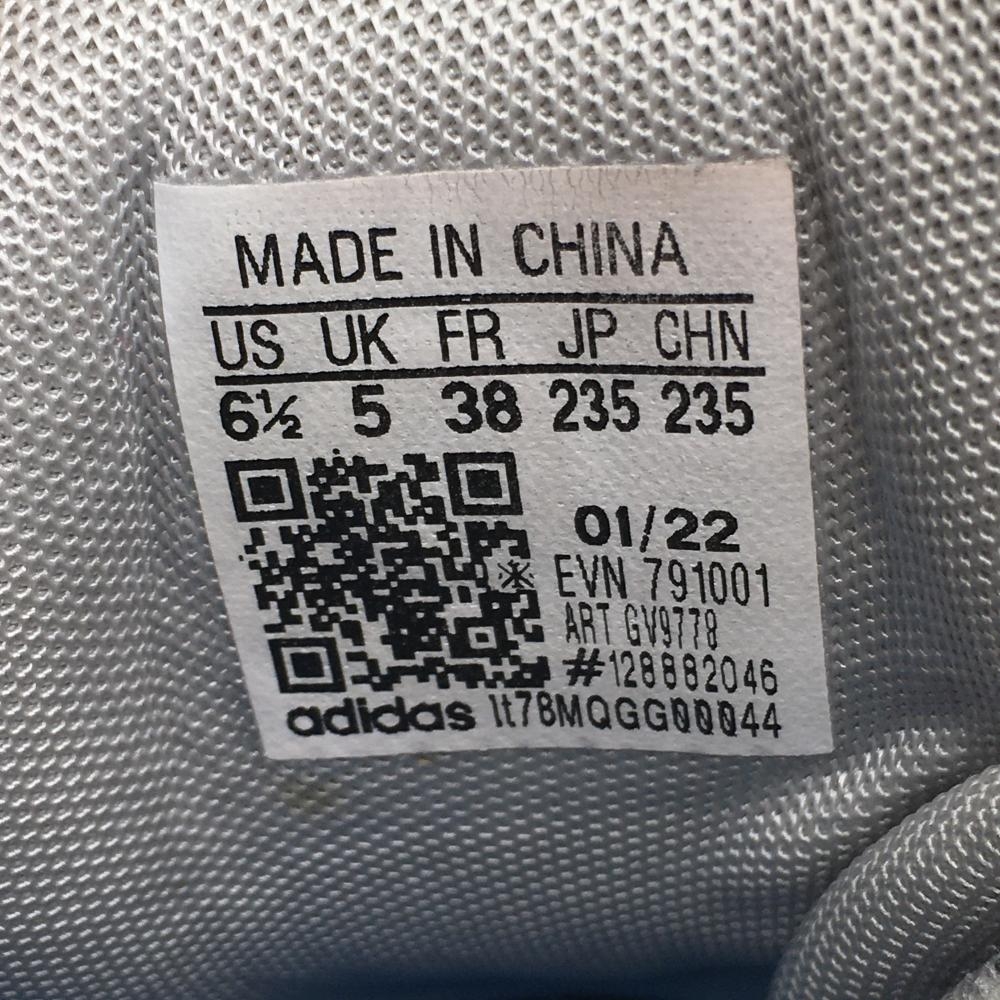 MADE IN CHINA
US UK FR JP CHN
6½ 5 38 235 235
01/22
EVN 791001
ART GV9778
#128882046
adidas 1t78MQGG00044